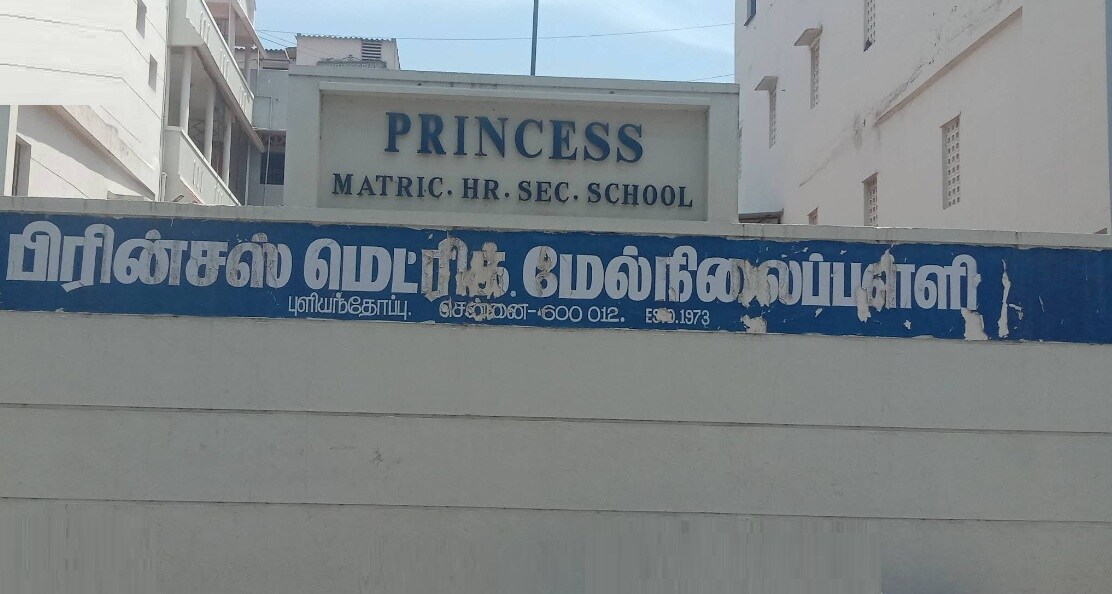 PRINCESS
MATRIC. HR. SEC. SCHOOL
பிரின்சஸ் மெட்ரிக் மேல்நிலைப்பள்ளி
புளியந்தோப்பு. சென்னை-600 012. ESTD.1973